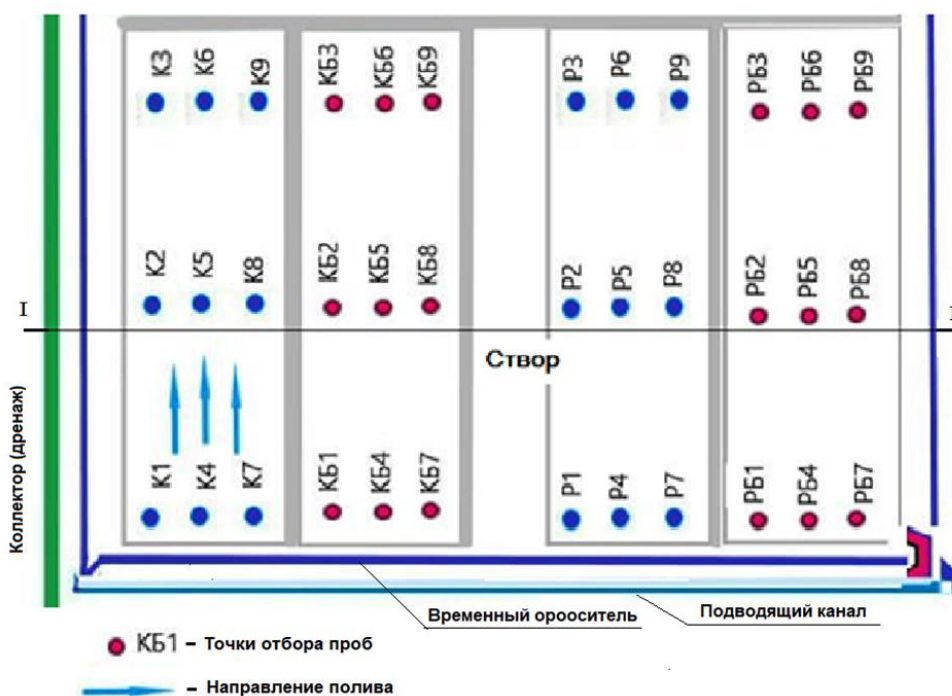 К3 К6 К9 КБ3 КБ6 КБ9 Р3 Р6 Р9 РБ3 РБ6 РБ9
К2 К5 К8 КБ2 КБ5 КБ8 Р2 Р5 Р8 РБ2 РБ5 РБ8
I
Створ
К1 К4 К7 КБ1 КБ4 КБ7 Р1 Р4 Р7 РБ1 РБ4 РБ7
Коллектор (дренаж)
Временный орооситель
Подводящий канал
КБ1 – Точки отбора проб
– Направление полива